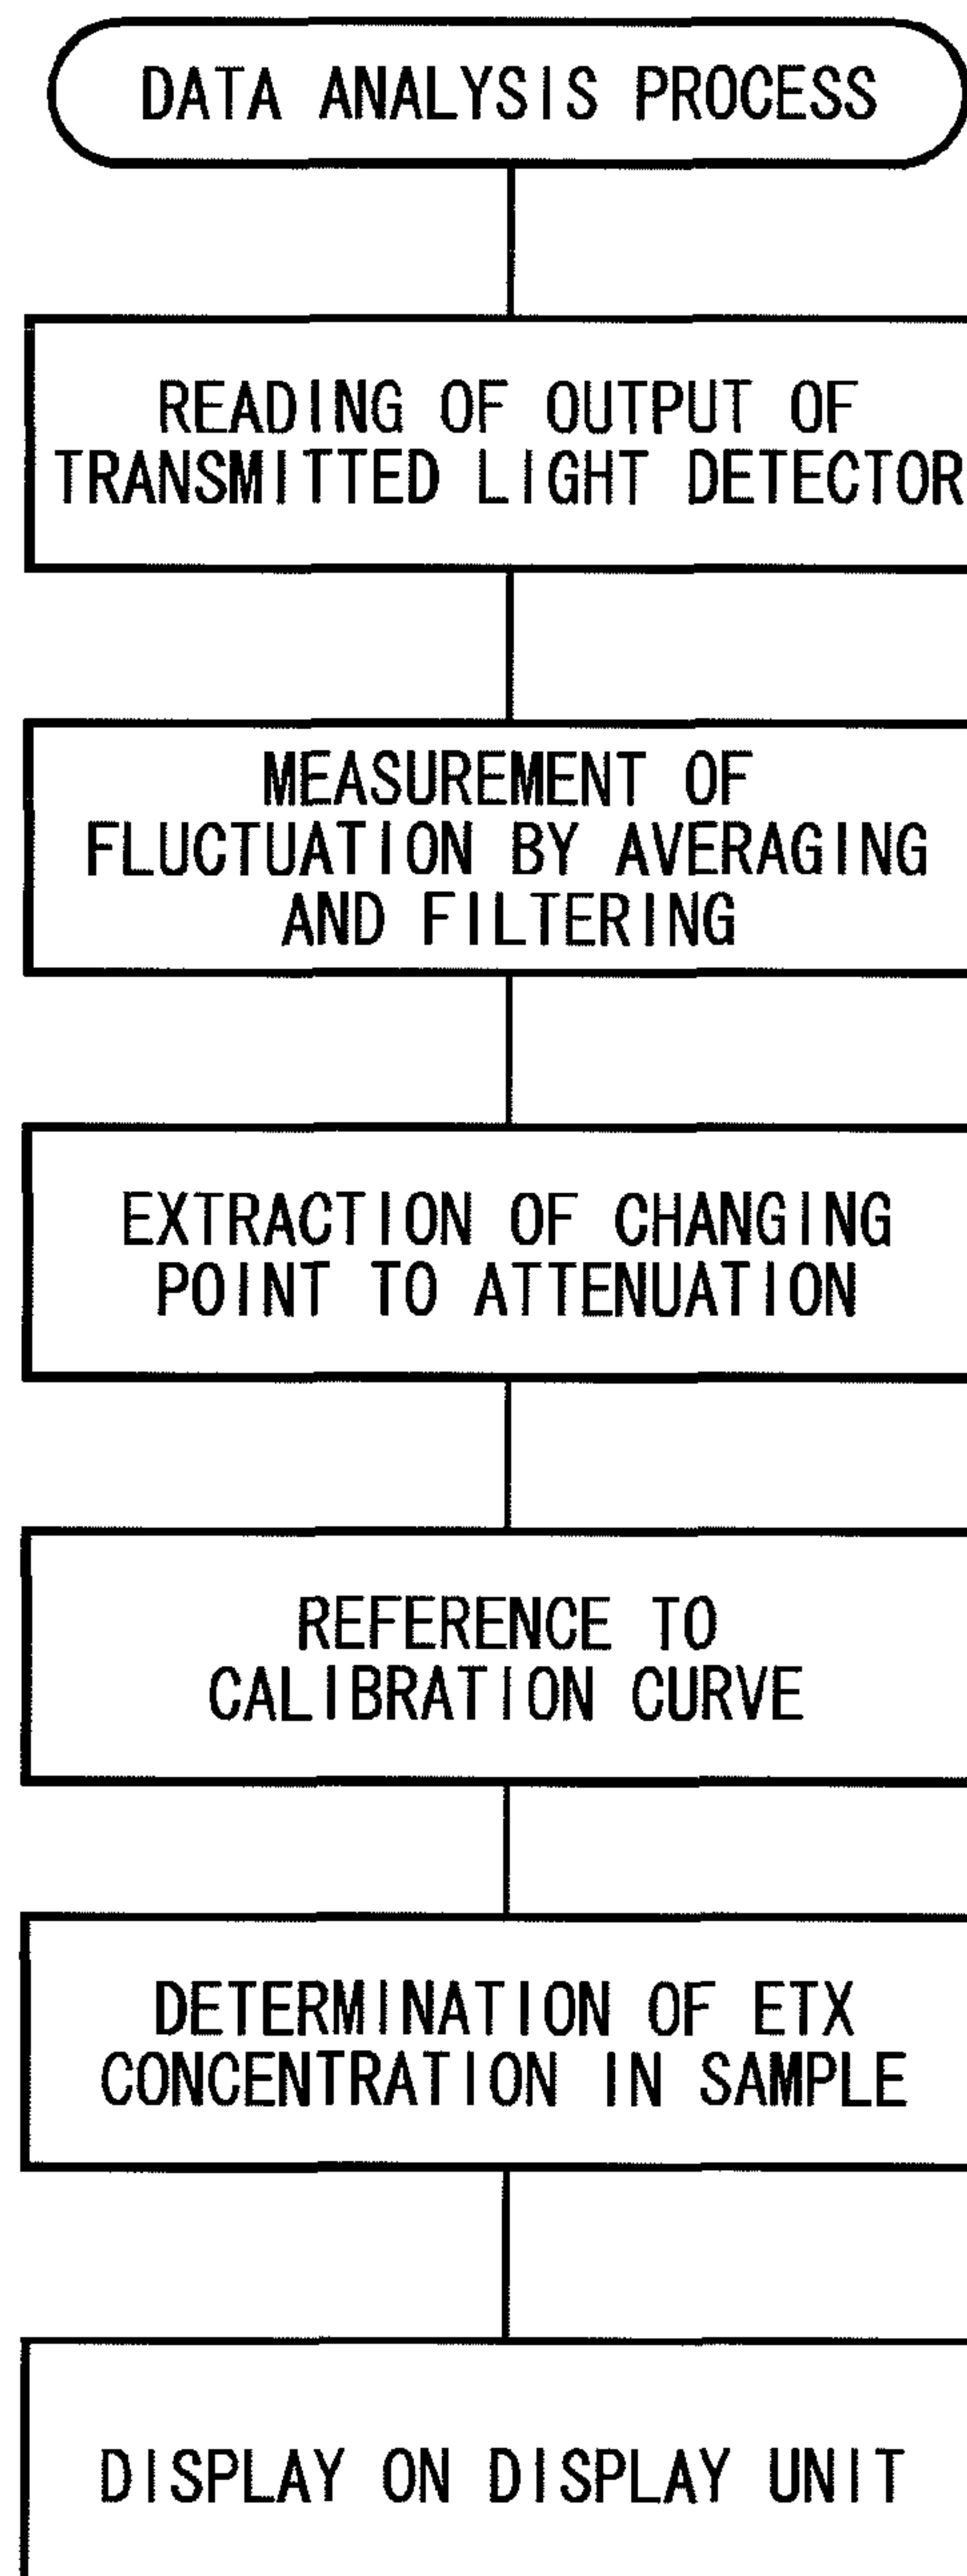 DATA ANALYSIS PROCESS
READING OF OUTPUT OF
TRANSMITTED LIGHT DETECTOR
MEASUREMENT OF
FLUCTUATION BY AVERAGING
AND FILTERING
EXTRACTION OF CHANGING
POINT TO ATTENUATION
REFERENCE TO
CALIBRATION CURVE
DETERMINATION OF ETX
CONCENTRATION IN SAMPLE
DISPLAY ON DISPLAY UNIT